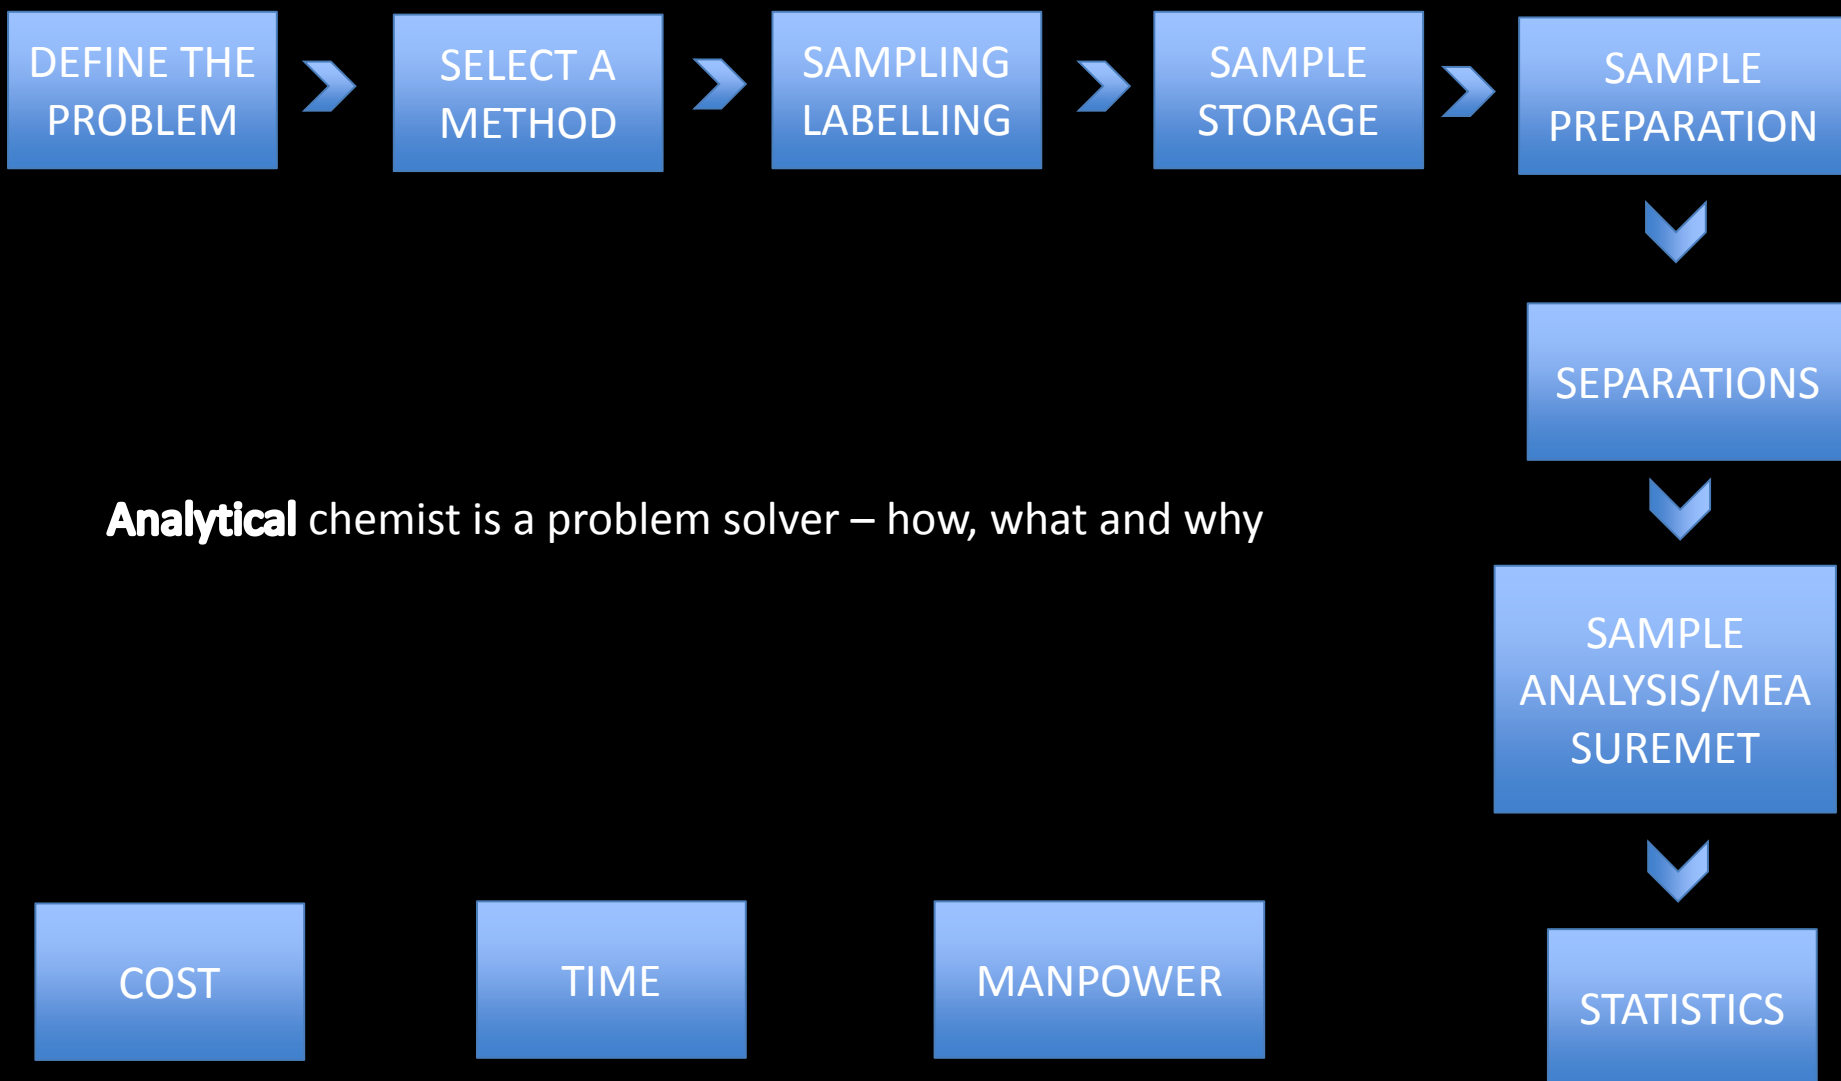 DEFINE THE
PROBLEM
SELECT A
METHOD
SAMPLING
LABELLING
SAMPLE
STORAGE
SAMPLE
PREPARATION
SEPARATIONS
Analytical chemist is a problem solver – how, what and why
SAMPLE
ANALYSIS/MEA
SUREMET
COST
TIME
MANPOWER
STATISTICS